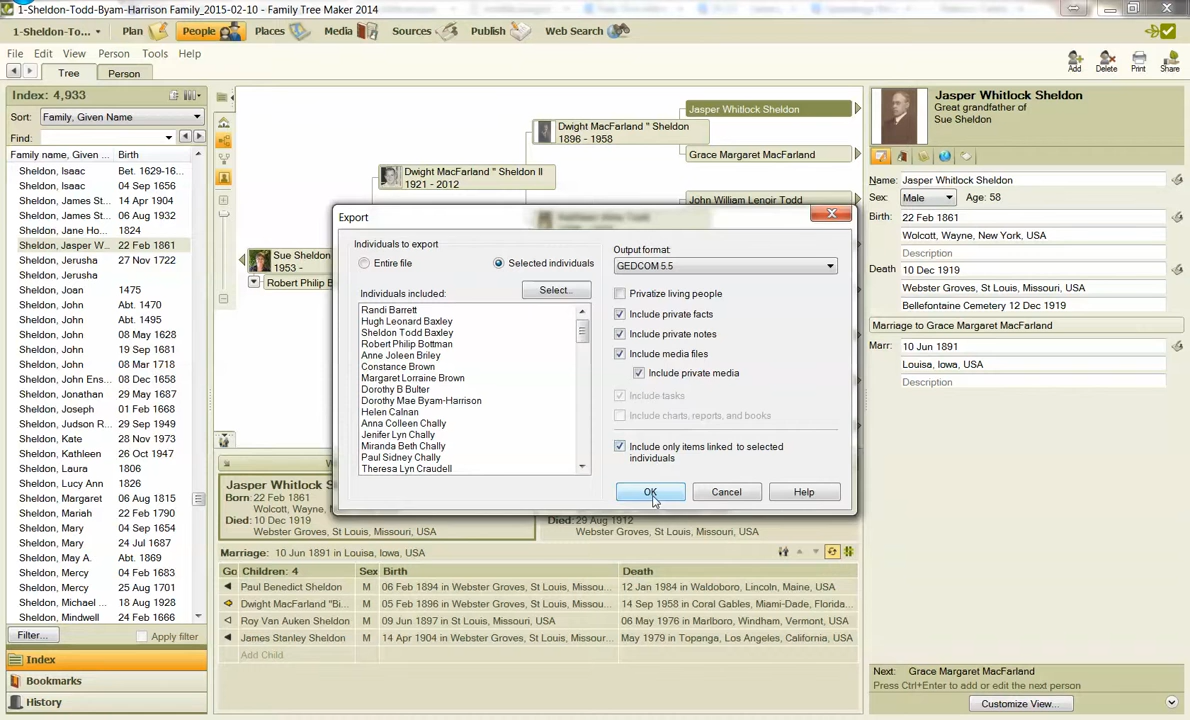 1-Sheldon-Todd-Byam-Harrison Family_2015-02-10 - Family Tree Maker 2014
1-Sheldon-To...
Plan
People
Places
Media
Sources
Publish
Web Search
File Edit View Person Tools Help
Tree
Person
Add
Delete
Print
Share
Index: 4,933
Sort: Family, Given Name
Find:
Family name, Given ... Birth
Sheldon, Isaac Bet. 1629-16...
Sheldon, Isaac 04 Sep 1656
Sheldon, James St... 14 Apr 1904
Sheldon, James St... 06 Aug 1932
Sheldon, Jane Ho... 1824
Sheldon, Jasper W... 22 Feb 1861
Sheldon, Jerusha 27 Nov 1722
Sheldon, Jerusha
Sheldon, Joan 1475
Sheldon, John Abt. 1470
Sheldon, John Abt. 1495
Sheldon, John 08 May 1628
Sheldon, John 19 Sep 1681
Sheldon, John 08 Mar 1718
Sheldon, John Ens... 08 Dec 1658
Sheldon, Jonathan 29 May 1687
Sheldon, Joseph 01 Feb 1668
Sheldon, Judson R... 29 Sep 1901
Sheldon, Kate 28 Nov 1973
Sheldon, Kathleen 26 Oct 1947
Sheldon, Laura 1806
Sheldon, Lucy Ann 1826
Sheldon, Margaret 06 Aug 1815
Sheldon, Mariah 22 Mar 1790
Sheldon, Mary
Sheldon, Mary 24 Jul 1687
Sheldon, May A. Abt. 1869
Sheldon, Mercy 04 Feb 1683
Sheldon, Mercy 25 Aug 1701
Sheldon, Michael ... 18 Aug 1928
Sheldon, Mindwell 24 Feb 1666
Filter...
Apply filter
Index
Bookmarks
History
Jasper Whitlock Sheldon
Dwight MacFarland " Sheldon
1896 - 1958
Grace Margaret MacFarland
Dwight MacFarland " Sheldon II
1921 - 2012
John William Lenoir Todd
Sue Sheldon
1953 -
Robert Philip B
Export
Individuals to export
Entire file
Selected individuals
Individuals included:
Select...
Randi Barrett
Hugh Leonard Baxley
Sheldon Todd Baxley
Robert Philip Bottman
Anne Joleen Briley
Constance Brown
Margaret Lorraine Brown
Dorothy B Bulter
Dorothy Mae Byam-Harrison
Helen Calnan
Anna Colleen Chally
Jenifer Lyn Chally
Miranda Beth Chally
Paul Sidney Chally
Theresa Lyn Craudell
Output format:
GEDCOM 5.5
Privatize living people
Include private facts
Include private notes
Include media files
Include private media
Include tasks
Include charts, reports, and books
Include only items linked to selected
individuals
OK
Cancel
Help
Jasper Whitlock S
Born: 22 Feb 1861
Wolcott, Wayne,
Died: 10 Dec 1919
Webster Groves, St Louis, Missouri, USA
29 Aug 1912
Webster Groves, St Louis, Missouri, USA
Marriage: 10 Jun 1891 in Louisa, Iowa, USA
Go Children: 4 Sex Birth Death
Paul Benedict Sheldon M 06 Feb 1894 in Webster Groves, St Louis, Missou... 12 Jan 1984 in Waldoboro, Lincoln, Maine, USA
Dwight MacFarland "Bi... M 05 Feb 1896 in Webster Groves, St Louis, Missou... 14 Sep 1958 in Coral Gables, Miami-Dade, Florida...
Roy Van Auken Sheldon M 09 Jun 1897 in St Louis, Missouri, USA 06 May 1976 in Marlboro, Windham, Vermont, USA
James Stanley Sheldon M 14 Apr 1904 in Webster Groves, St Louis, Missour... May 1979 in Topanga, Los Angeles, California, USA
Add Child
Jasper Whitlock Sheldon
Great grandfather of
Sue Sheldon
Name: Jasper Whitlock Sheldon
Sex: Male Age: 58
Birth: 22 Feb 1861
Wolcott, Wayne, New York, USA
Description
Death 10 Dec 1919
Webster Groves, St Louis, Missouri, USA
Bellefontaine Cemetery 12 Dec 1919
Marriage to Grace Margaret MacFarland
Marr: 10 Jun 1891
Louisa, Iowa, USA
Description
Next: Grace Margaret MacFarland
Press Ctrl+Enter to add or edit the next person
Customize View...